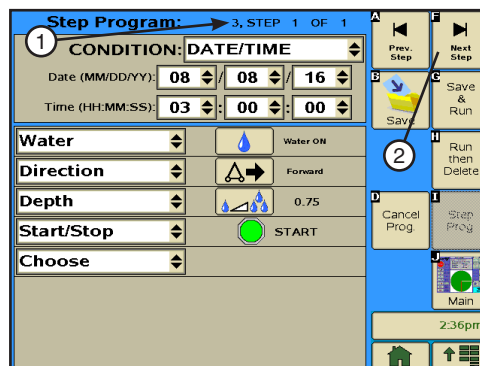 Step Program: 3, STEP 1 OF 1
1
CONDITION: DATE/TIME
Date (MM/DD/YY): 08 / 08 / 16
Time (HH:MM:SS): 03 : 00 : 00
Water Water ON
Direction Forward
Depth 0.75
Start/Stop START
Choose
A
Prev.
Step
F
Next
Step
B
Save
G
Save
&
Run
2
H
Run
then
Delete
D
Cancel
Prog.
I
Step
Prog
J
Main
2:36pm